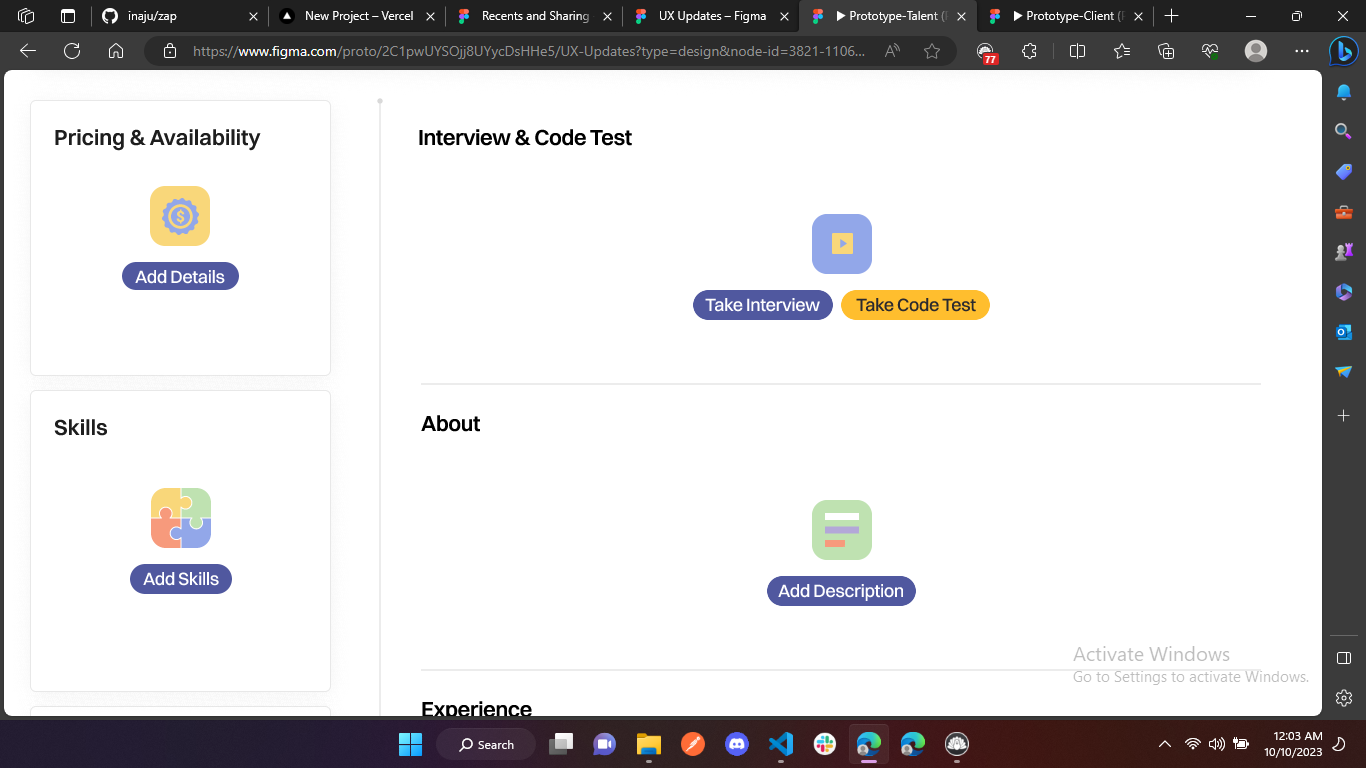 inaju/zap
New Project – Vercel
Recents and Sharing
UX Updates – Figma
Prototype-Talent (
Prototype-Client (
https://www.figma.com/proto/2C1pwUYSOjj8UYycDsHHe5/UX-Updates?type=design&node-id=3821-1106...
77
Pricing & Availability
$
Add Details
Skills
Add Skills
Interview & Code Test
Take Interview
Take Code Test
About
Add Description
Experience
Activate Windows
Go to Settings to activate Windows.
Search
12:03 AM
10/10/2023